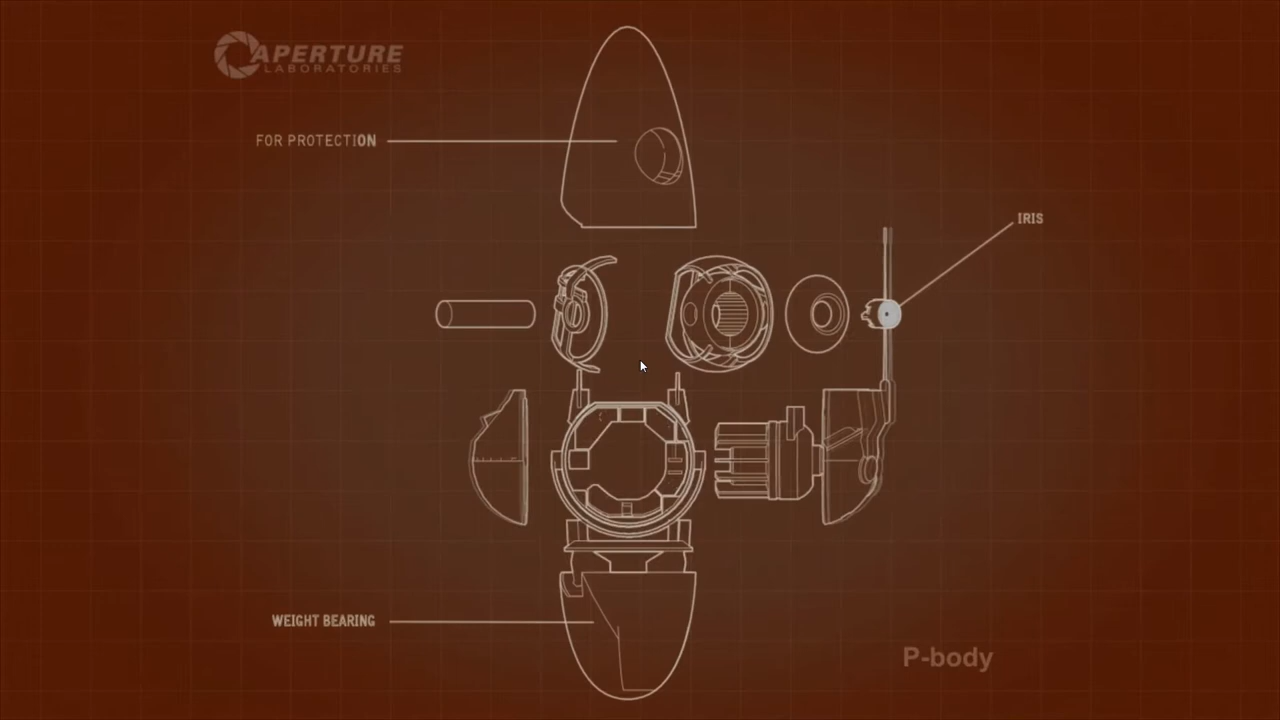 APERTURE
LABORATORIES
FOR PROTECTION
IRIS
WEIGHT BEARING
P-body